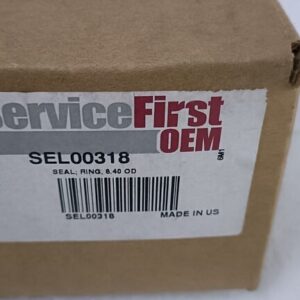 serviceFirst
OEM
SEL00318
SEAL; RING, 8.40 OD
SEL00318
MADE IN US